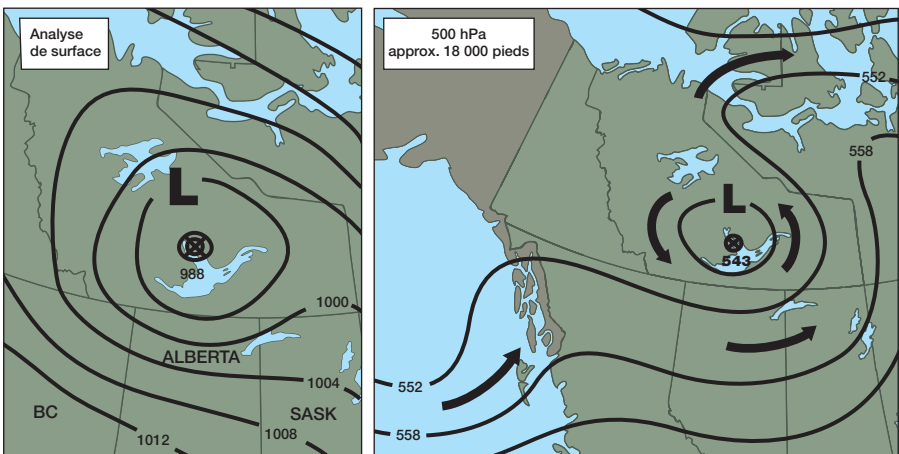 Analyse
de surface
L
988
1000
ALBERTA
1004
BC
SASK
1008
1012
500 hPa
approx. 18 000 pieds
552
558
L
543
552
558